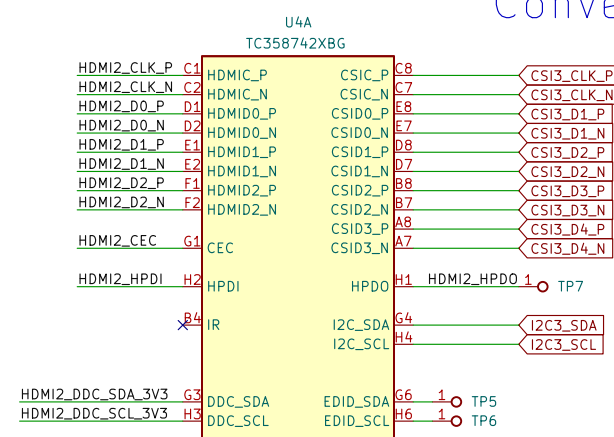 Conve
U4A
TC358742XBG
HDMI2_CLK_P C1 HDMIC_P CSIC_P C8 CSI3_CLK_P
HDMI2_CLK_N C2 HDMIC_N CSIC_N C7 CSI3_CLK_N
HDMI2_D0_P D1 HDMID0_P CSID0_P E8 CSI3_D1_P
HDMI2_D0_N D2 HDMID0_N CSID0_N E7 CSI3_D1_N
HDMI2_D1_P E1 HDMID1_P CSID1_P D8 CSI3_D2_P
HDMI2_D1_N E2 HDMID1_N CSID1_N D7 CSI3_D2_N
HDMI2_D2_P F1 HDMID2_P CSID2_P B8 CSI3_D3_P
HDMI2_D2_N F2 HDMID2_N CSID2_N B7 CSI3_D3_N
CSID3_P A8 CSI3_D4_P
HDMI2_CEC G1 CEC CSID3_N A7 CSI3_D4_N
HDMI2_HPDI H2 HPDI HPDO H1 HDMI2_HPDO 1 TP7
B4 IR I2C_SDA G4 I2C3_SDA
I2C_SCL H4 I2C3_SCL
HDMI2_DDC_SDA_3V3 G3 DDC_SDA EDID_SDA G6 1 TP5
HDMI2_DDC_SCL_3V3 H3 DDC_SCL EDID_SCL H6 1 TP6